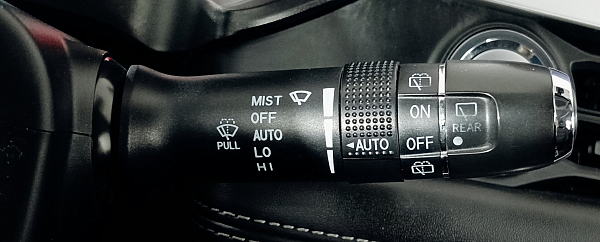 MIST
OFF
AUTO
LO
HI
PULL
◄AUTO
ON
OFF
REAR